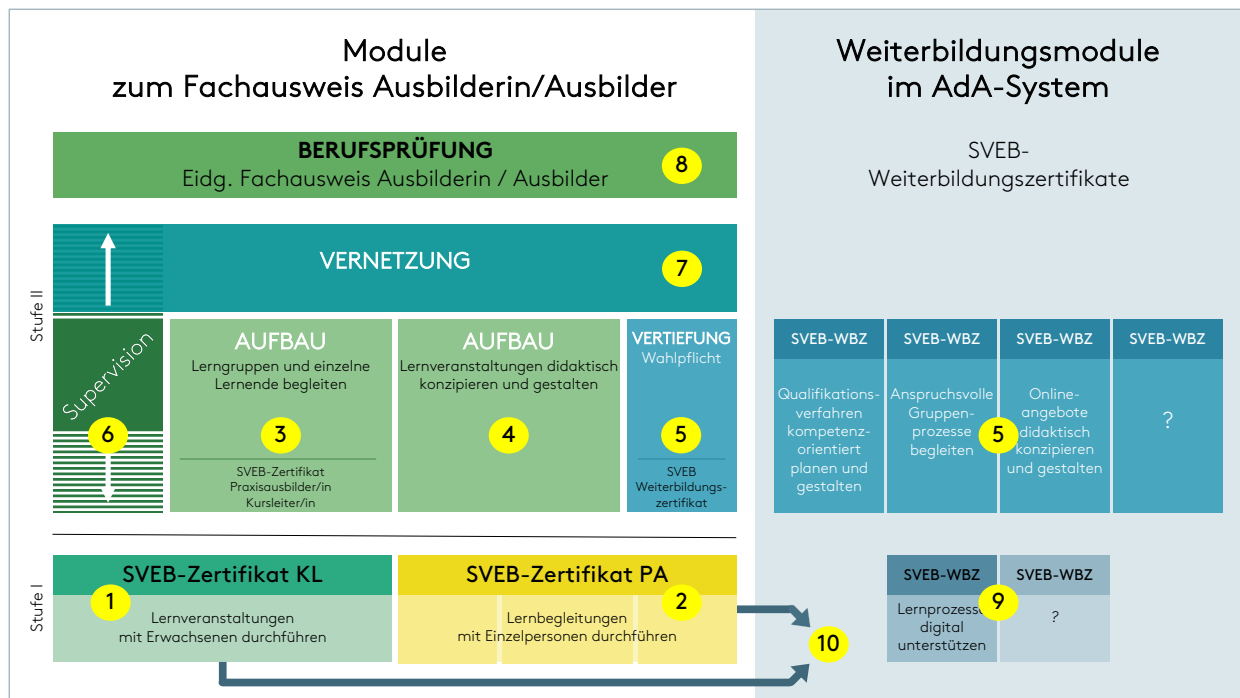 Module
zum Fachausweis Ausbilderin/Ausbilder
BERUFSPRÜFUNG
Eidg. Fachausweis Ausbilderin / Ausbilder
8
Stufe II
VERNETZUNG
7
Supervision
6
AUFBAU
Lerngruppen und einzelne
Lernende begleiten
3
SVEB-Zertifikat
Praxisausbilder/in
Kursleiter/in
AUFBAU
Lernveranstaltungen didaktisch
konzipieren und gestalten
4
VERTIEFUNG
Wahlpflicht
5
SVEB
Weiterbildungs-
zertifikat
Stufe I
SVEB-Zertifikat KL
1
Lernveranstaltungen
mit Erwachsenen durchführen
SVEB-Zertifikat PA
2
Lernbegleitungen
mit Einzelpersonen durchführen
10
Weiterbildungsmodule
im AdA-System
SVEB-
Weiterbildungszertifikate
SVEB-WBZ
Qualifikations-
verfahren
kompetenz-
orientiert
planen und
gestalten
SVEB-WBZ
Anspruchsvolle
Gruppen-
prozesse
begleiten
5
SVEB-WBZ
Online-
angebote
didaktisch
konzipieren
und gestalten
SVEB-WBZ
?
SVEB-WBZ
Lernprozesse
digital
unterstützen
9
SVEB-WBZ
?